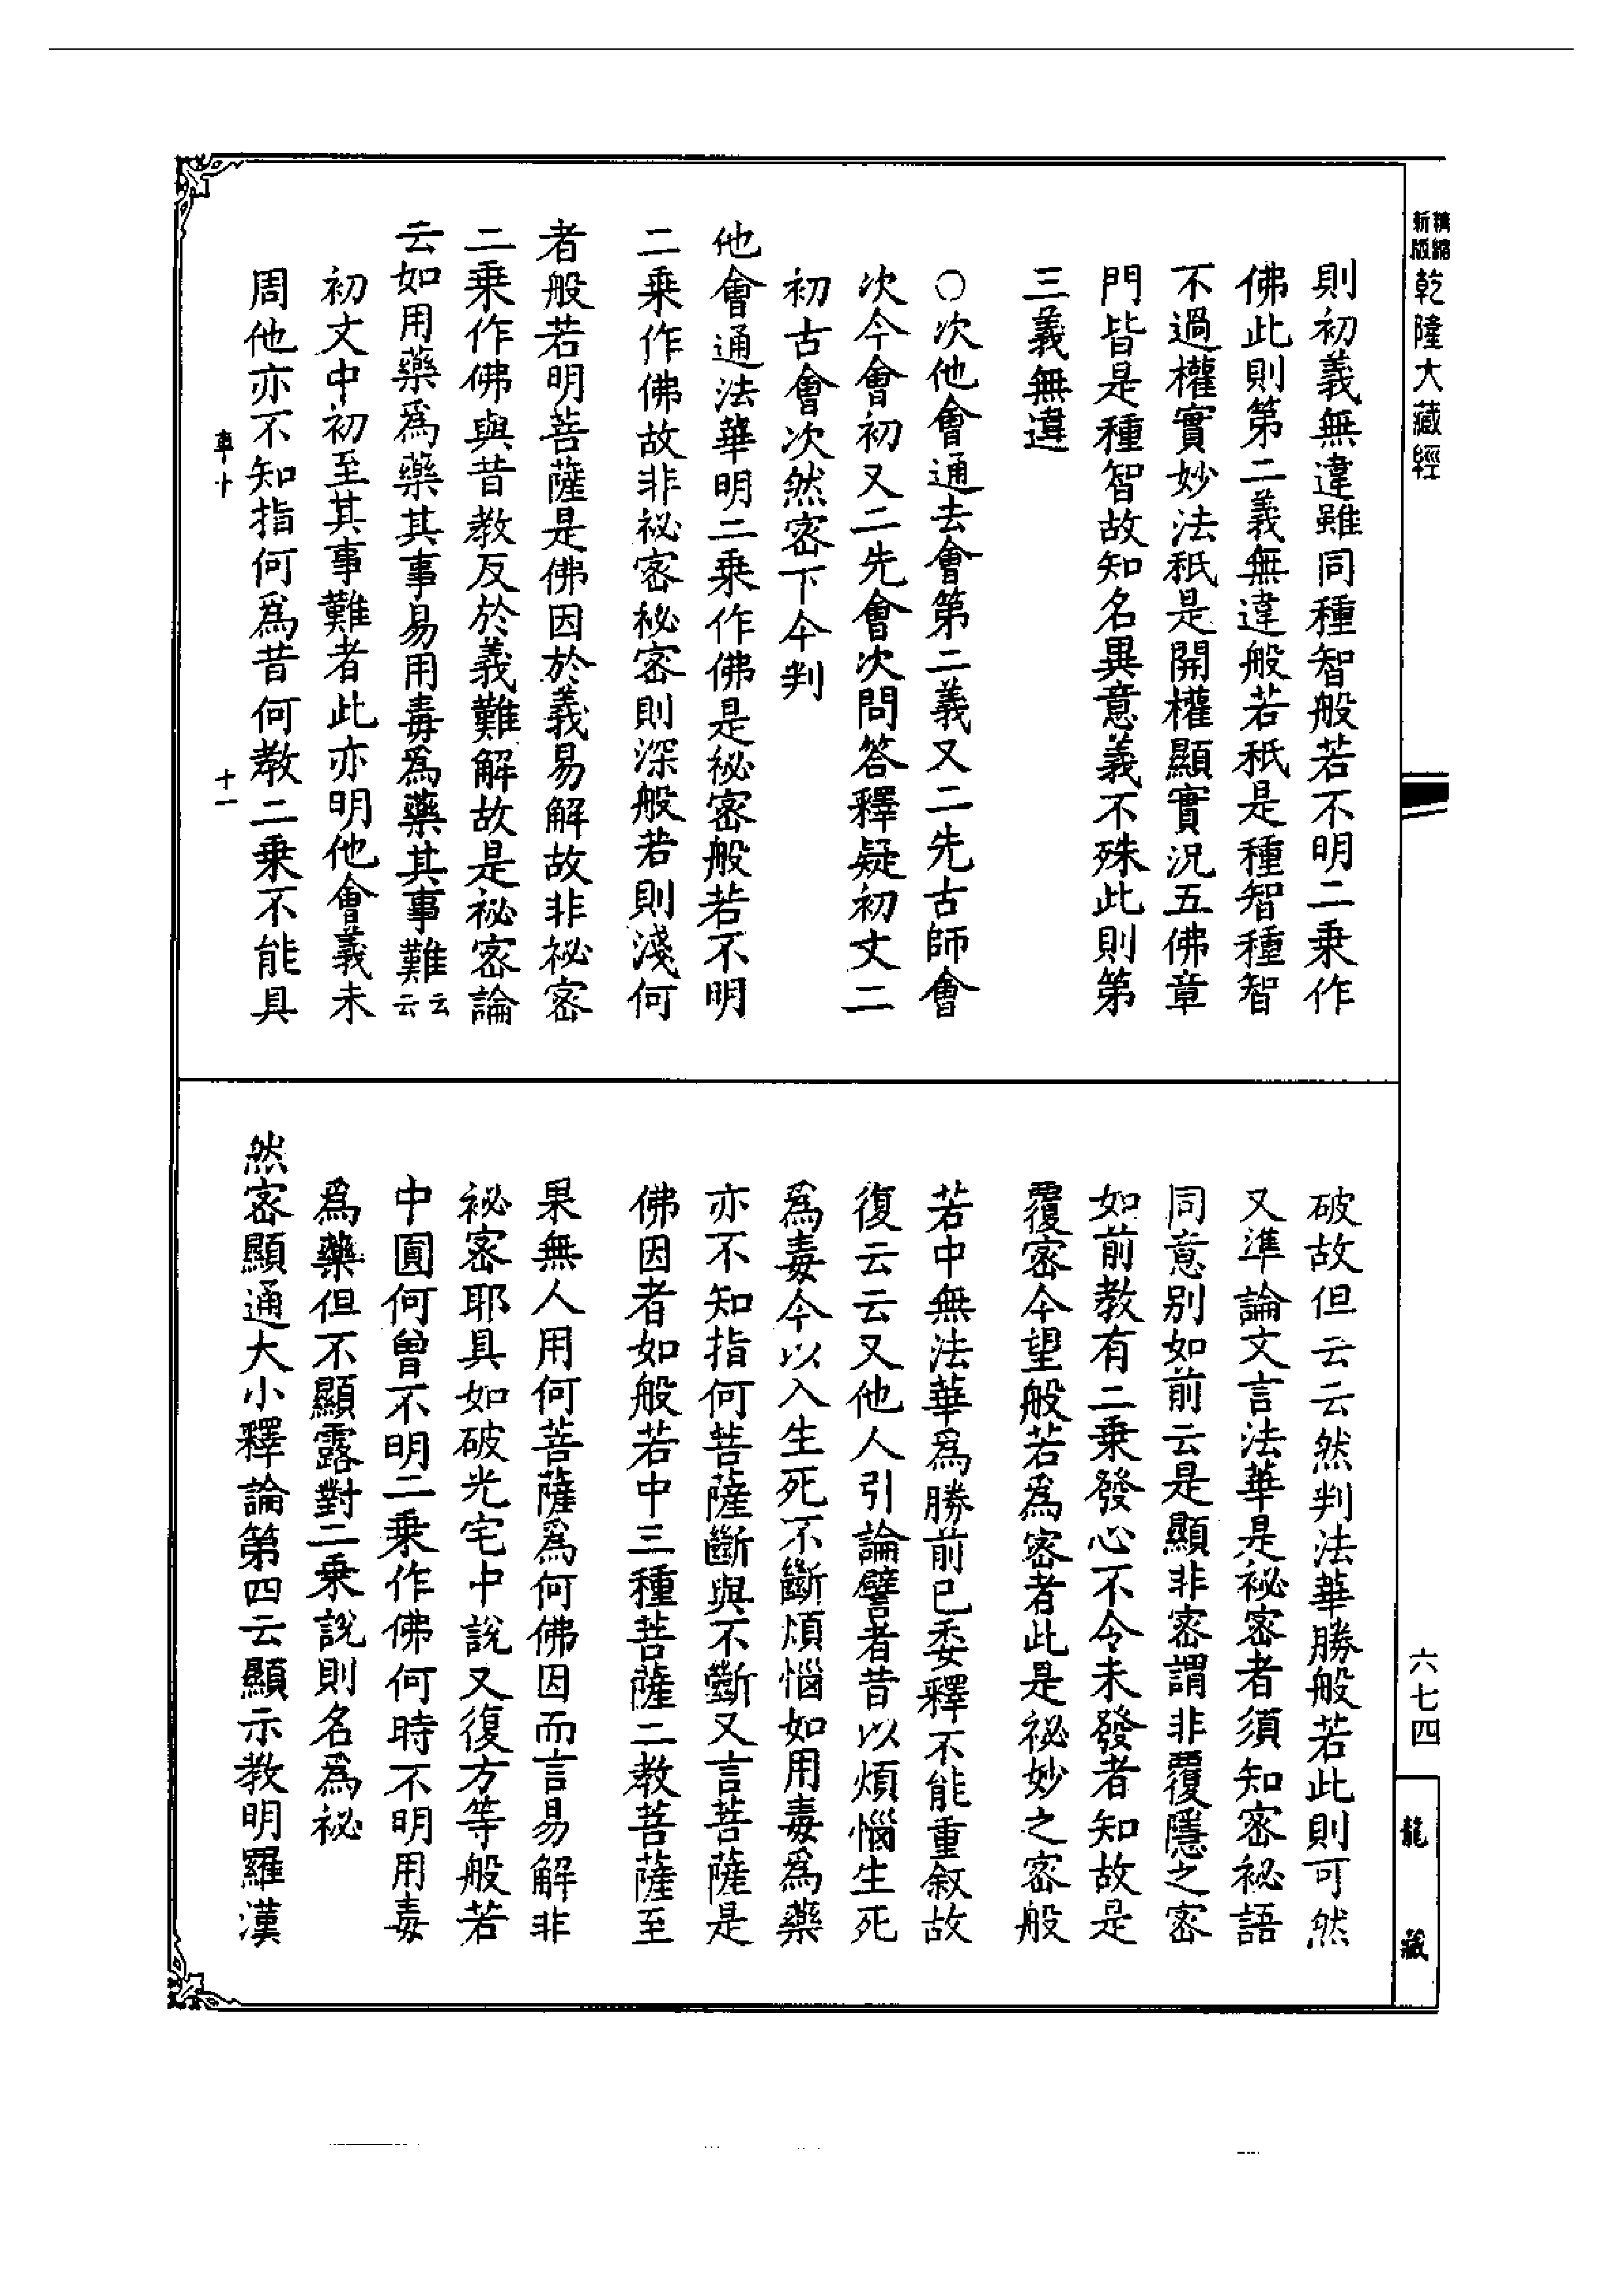 精縮新版
乾隆大藏經
則初義無違雖同種智般若不明二乘作
佛此則第二義無違般若秖是種智種智
不過權實妙法秖是開權顯實況五佛章
門皆是種智故知名異意義不殊此則第
三義無違
○次他會通去會第二義又二先古師會
次今會初又二先會次問答釋疑初文二
初古會次然密下今判
他會通法華明二乘作佛是祕密般若不明
二乘作佛故非祕密秘密則深般若則淺何
者般若明菩薩是佛因於義易解故非祕密
二乘作佛與昔教反於義難解故是祕密論
云如用藥爲藥其事易用毒爲藥其事難云云
初文中初至其事難者此亦明他會義未
周他亦不知指何爲昔何教二乘不能具
車十
十一
破故但云云然判法華勝般若此則可然
又準論文言法華是祕密者須知密祕語
同意别如前云是顯非密謂非覆隱之密
如前教有二乘發心不令未發者知故是
覆密今望般若爲密者此是祕妙之密般
若中無法華爲勝前已委釋不能重敘故
復云云又他人引論譬者昔以煩惱生死
爲毒今以入生死不斷煩惱如用毒爲藥
亦不知指何菩薩斷與不斷又言菩薩是
佛因者如般若中三種菩薩二教菩薩至
果無人用何菩薩爲何佛因而言易解非
祕密耶具如破光宅中說又復方等般若
中圓何曾不明二乘作佛何時不明用毒
爲藥但不顯露對二乘說則名爲祕
然密顯通大小釋論第四云顯示教明羅漢
六七四
龍藏